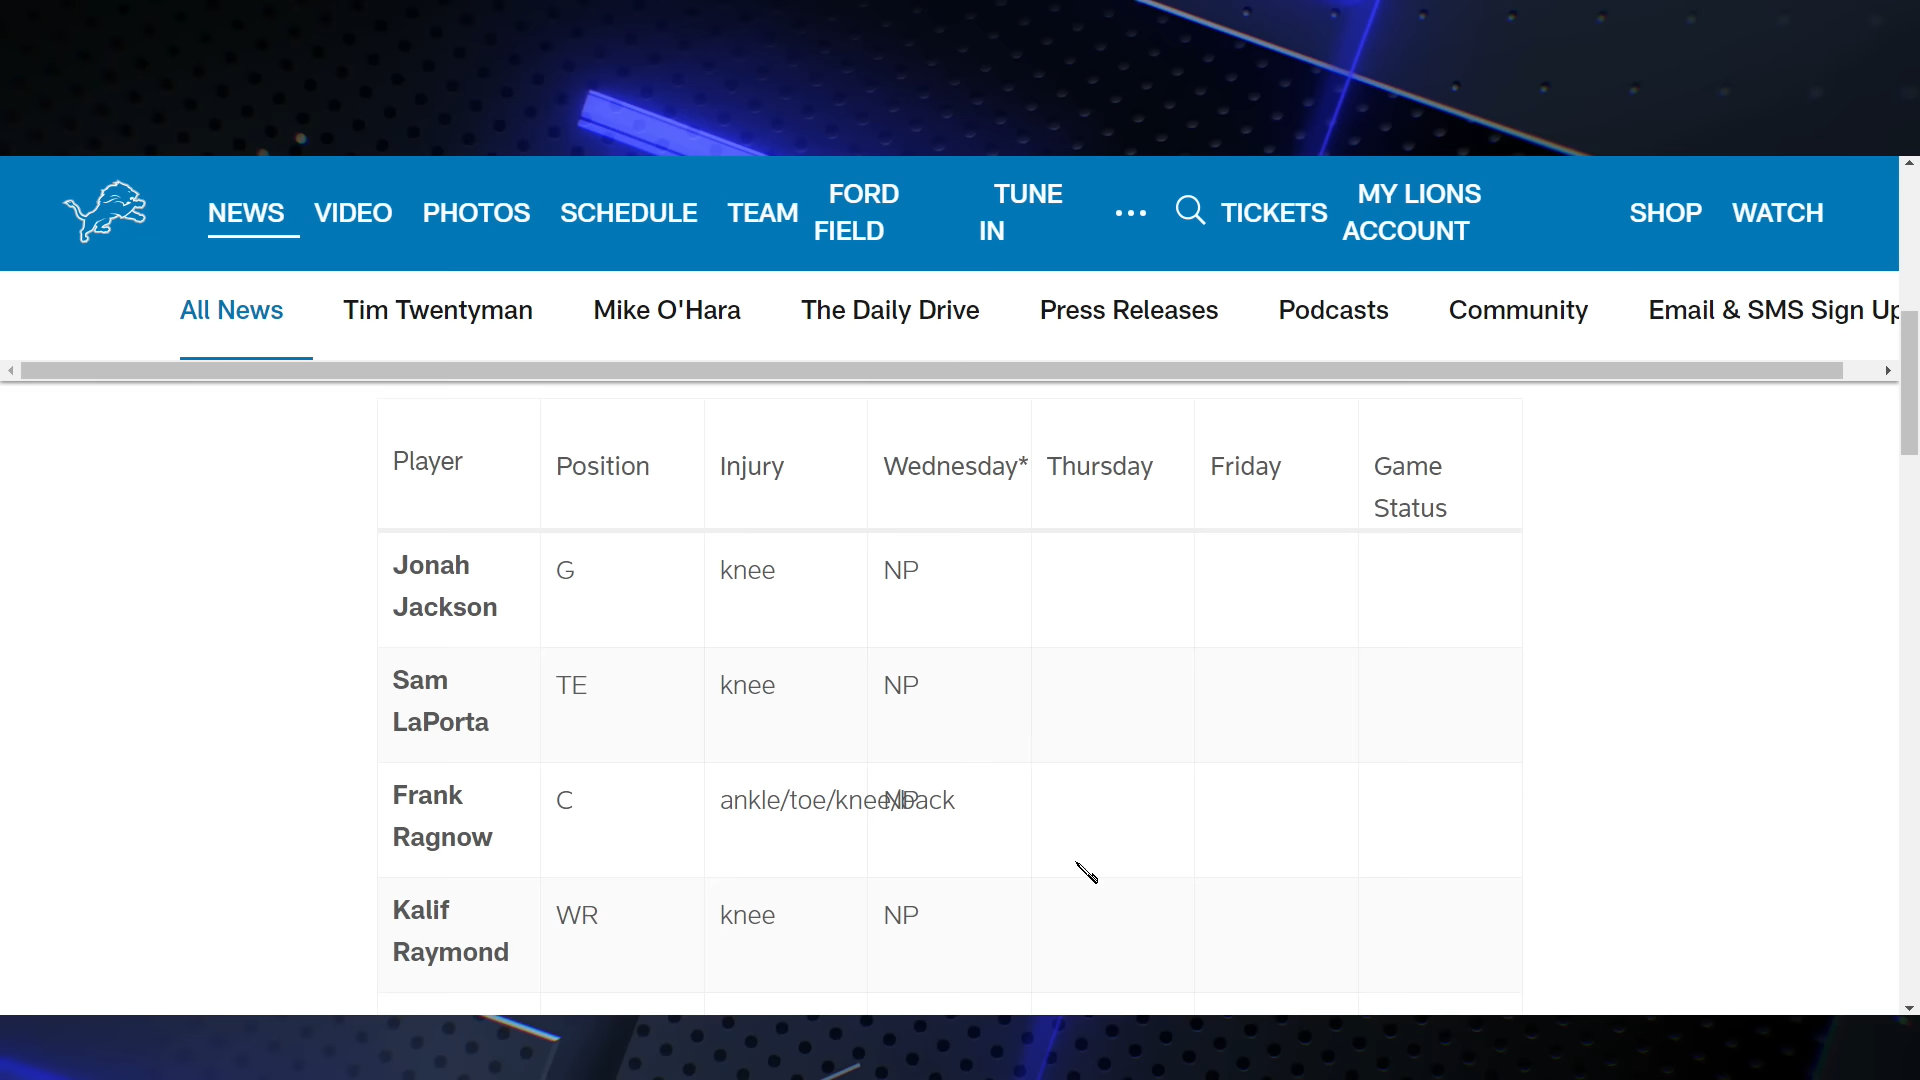 NEWS VIDEO PHOTOS SCHEDULE TEAM FORD FIELD TUNE IN TICKETS MY LIONS ACCOUNT SHOP WATCH
All News Tim Twentyman Mike O'Hara The Daily Drive Press Releases Podcasts Community Email & SMS Sign Up
Player Position Injury Wednesday* Thursday Friday Game Status
Jonah Jackson G knee NP
Sam LaPorta TE knee NP
Frank Ragnow C ankle/toe/knee/back NP
Kalif Raymond WR knee NP